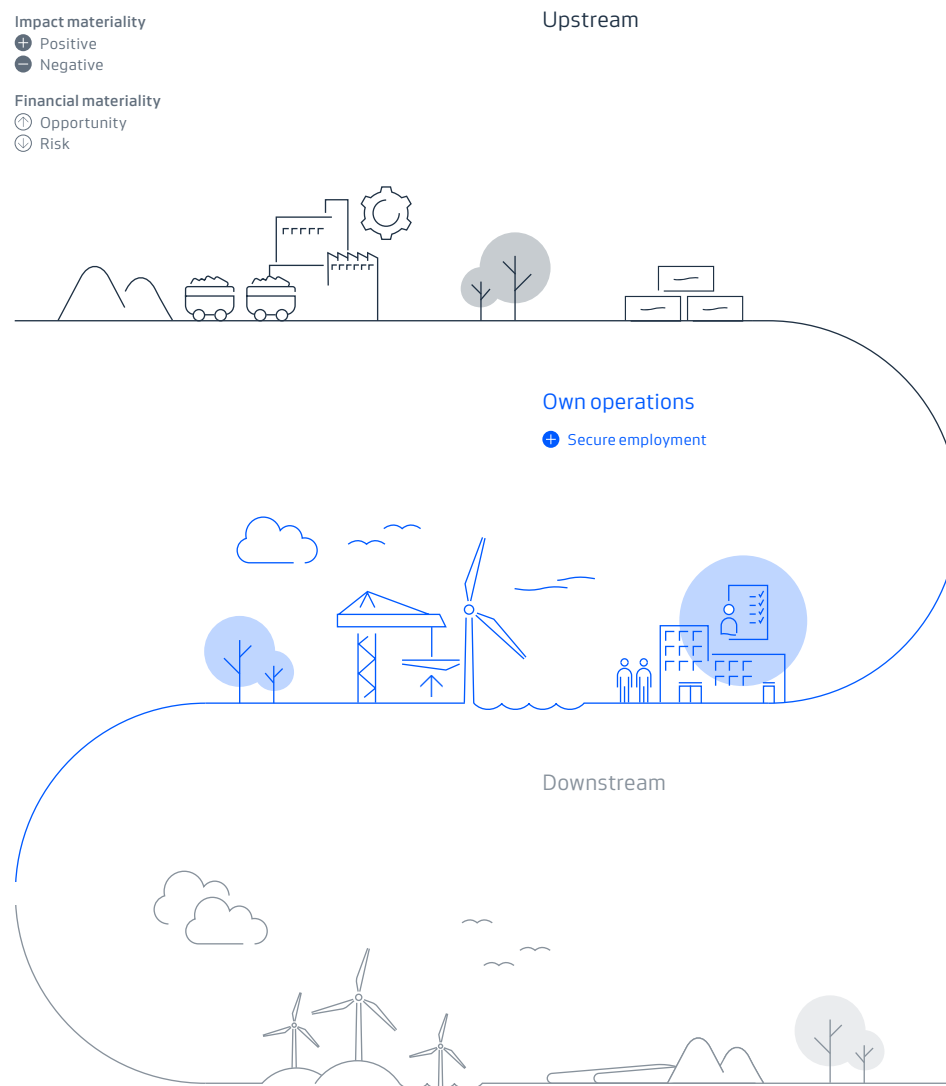 Impact materiality
Positive
Negative
Financial materiality
Opportunity
Risk
Upstream
Own operations
Secure employment
Downstream